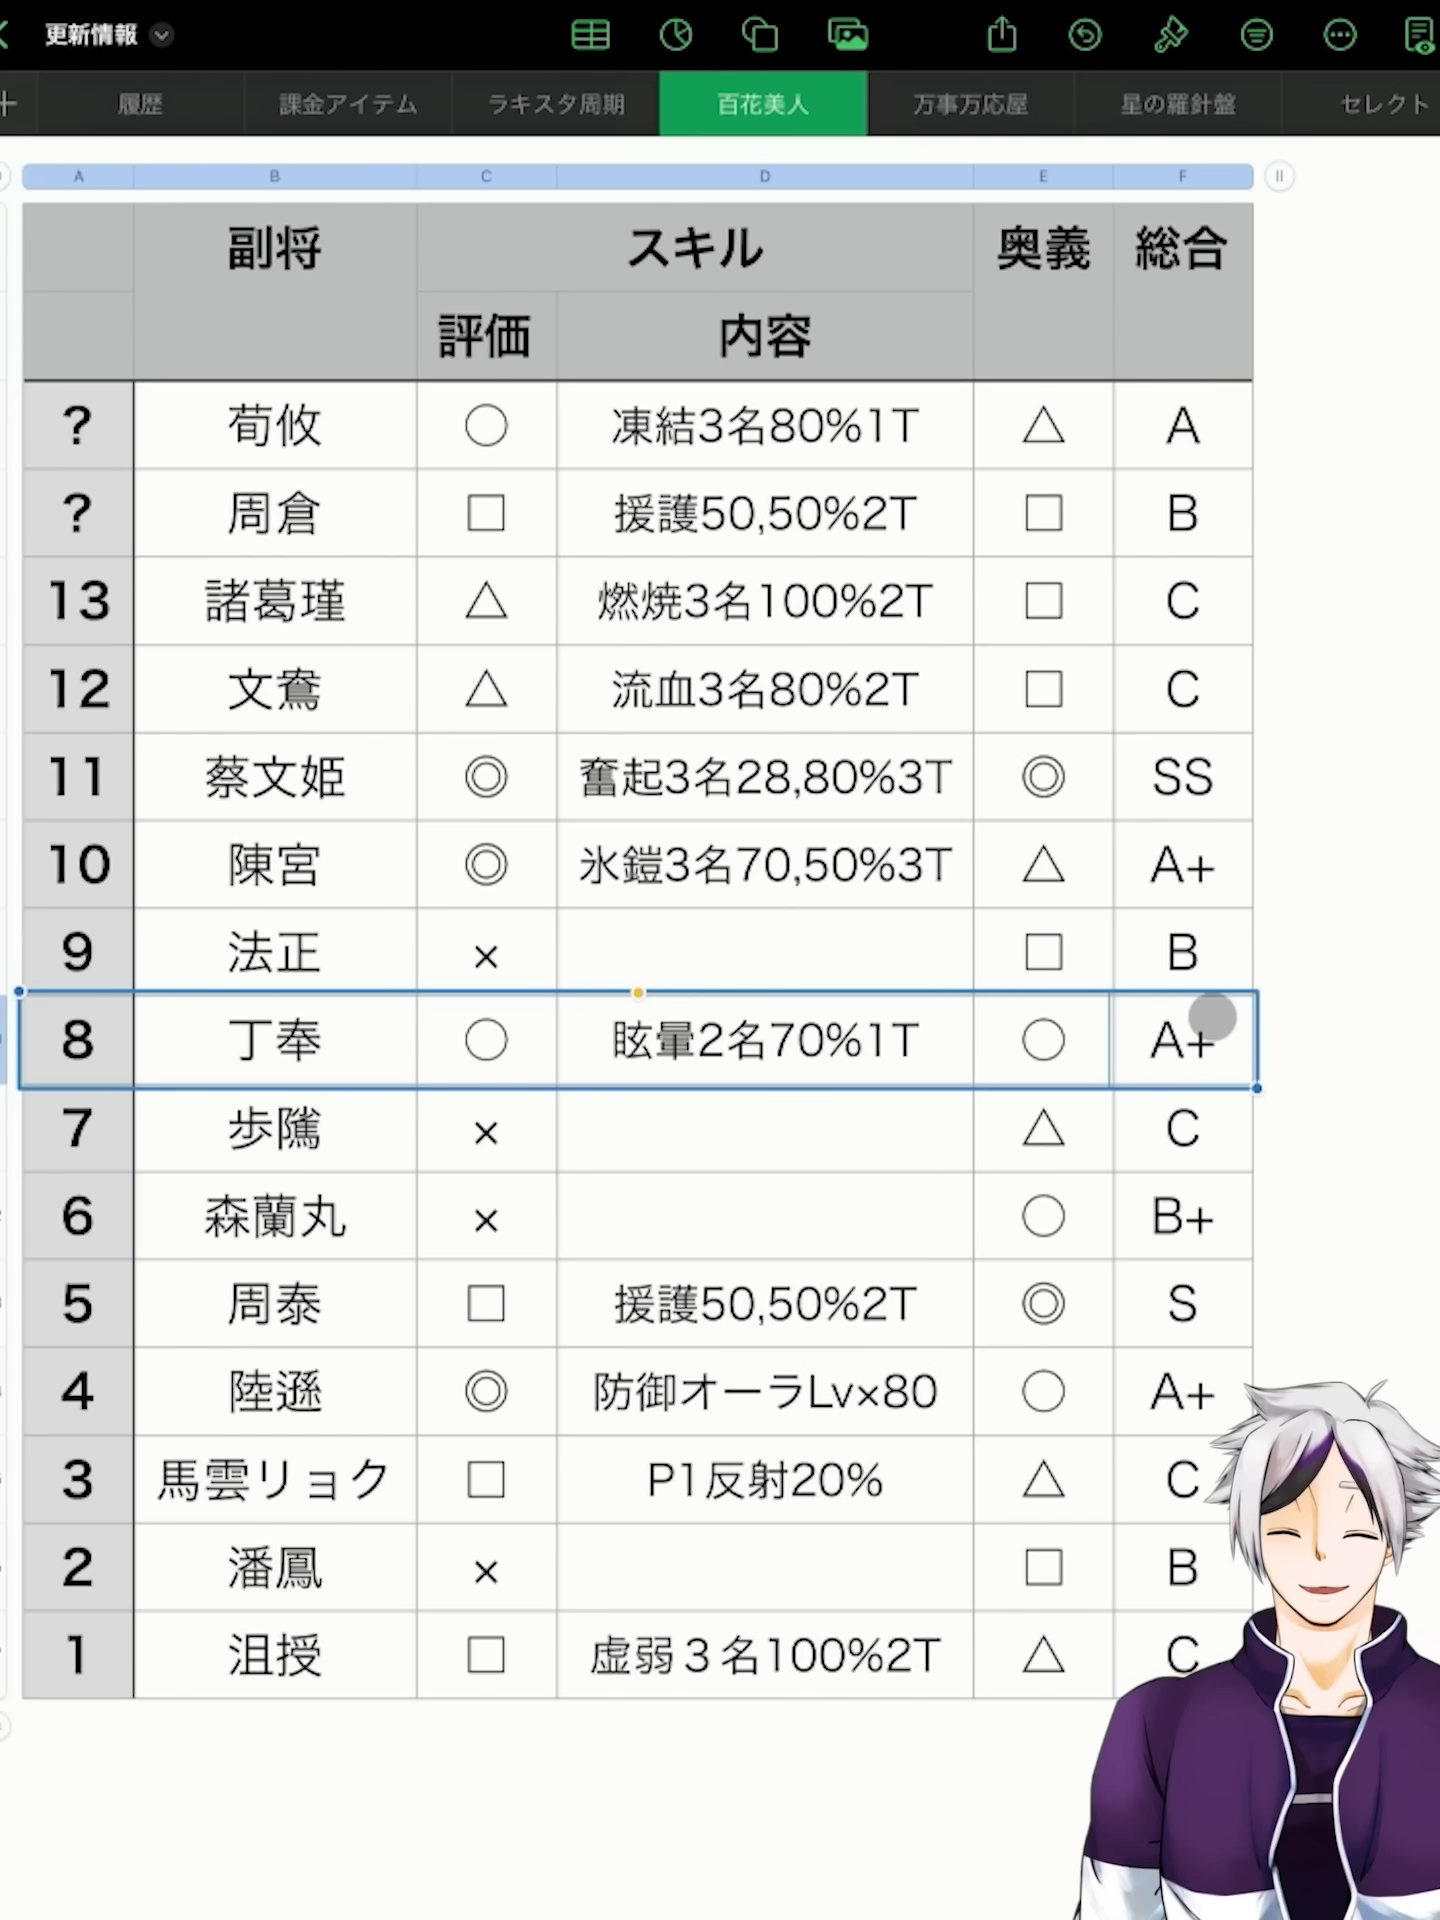 更新情報
履歴 課金アイテム ラキスタ周期 百花美人 万事万応屋 星の羅針盤 セレクト
A B C D E F
副将 スキル 奥義 総合
評価 内容
? 荀攸 ○ 凍結3名80%1T △ A
? 周倉 □ 援護50,50%2T □ B
13 諸葛瑾 △ 燃焼3名100%2T □ C
12 文鴦 △ 流血3名80%2T □ C
11 蔡文姫 ◎ 奮起3名28,80%3T ◎ SS
10 陳宮 ◎ 氷鎧3名70,50%3T △ A+
9 法正 × □ B
8 丁奉 ○ 眩暈2名70%1T ○ A+
7 歩隲 × △ C
6 森蘭丸 × ○ B+
5 周泰 □ 援護50,50%2T ◎ S
4 陸遜 ◎ 防御オーラLv×80 ○ A+
3 馬雲リョク □ P1反射20% △ C
2 潘鳳 × □ B
1 沮授 □ 虚弱３名100%2T △ C